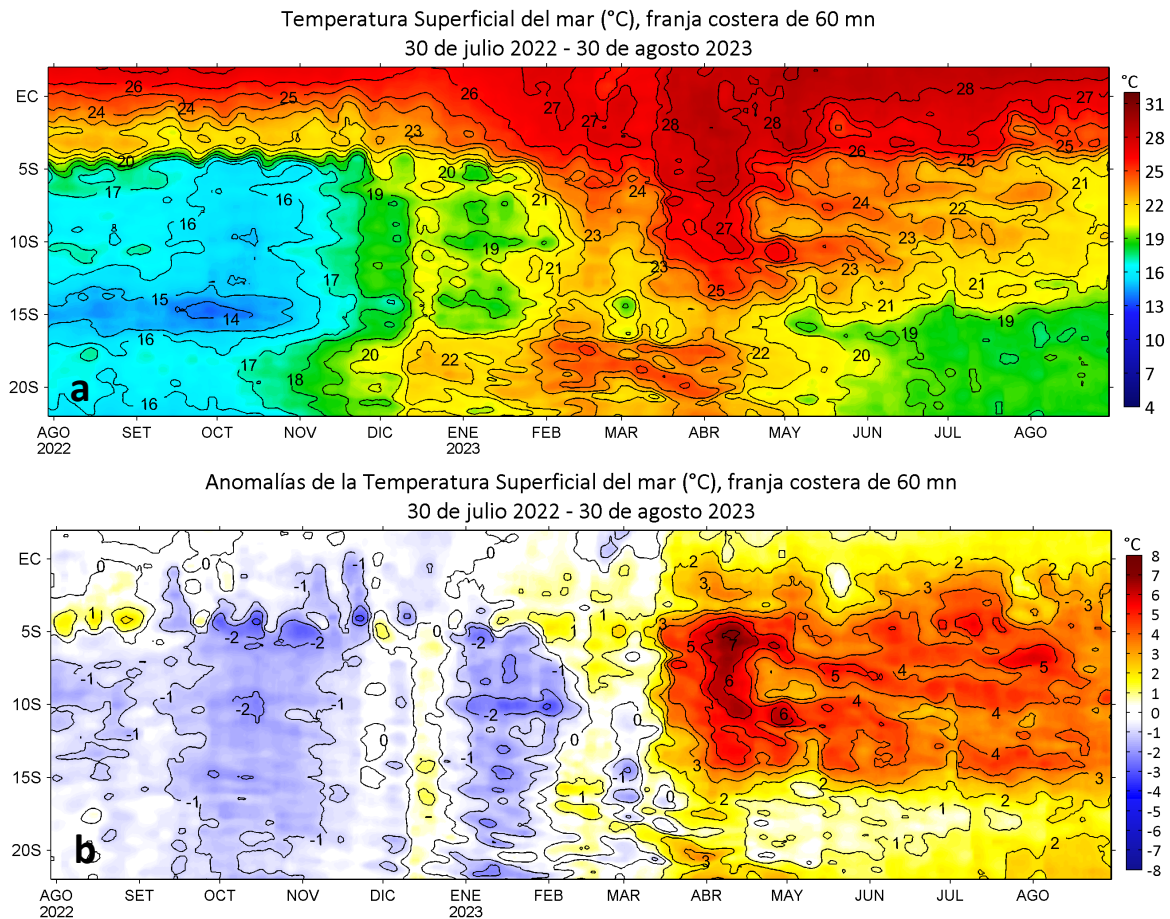 Temperatura Superficial del mar (°C), franja costera de 60 mn
30 de julio 2022 - 30 de agosto 2023
°C
EC
5S
10S
15S
20S
26
24
24
25
23
26
27
27
28
28
28
27
26
25
25
20
17
16
16
16
17
15
14
16
16
17
18
19
20
22
20
19
21
21
24
23
23
25
27
24
23
22
21
21
21
22
20
19
19
31
28
25
22
19
16
13
10
7
4
a
AGO
2022
SET
OCT
NOV
DIC
ENE
2023
FEB
MAR
ABR
MAY
JUN
JUL
AGO
Anomalías de la Temperatura Superficial del mar (°C), franja costera de 60 mn
30 de julio 2022 - 30 de agosto 2023
°C
EC
5S
10S
15S
20S
0
0
-1
-1
0
2
2
3
3
3
1
-2
-2
0
-2
1
3
5
7
6
6
5
4
4
5
4
4
3
-1
-1
-1
-2
-1
-1
-1
0
-1
-2
-1
0
0
-1
1
3
2
2
2
1
1
2
3
8
7
6
5
4
3
2
1
0
-1
-2
-3
-4
-5
-6
-7
-8
b
AGO
2022
SET
OCT
NOV
DIC
ENE
2023
FEB
MAR
ABR
MAY
JUN
JUL
AGO